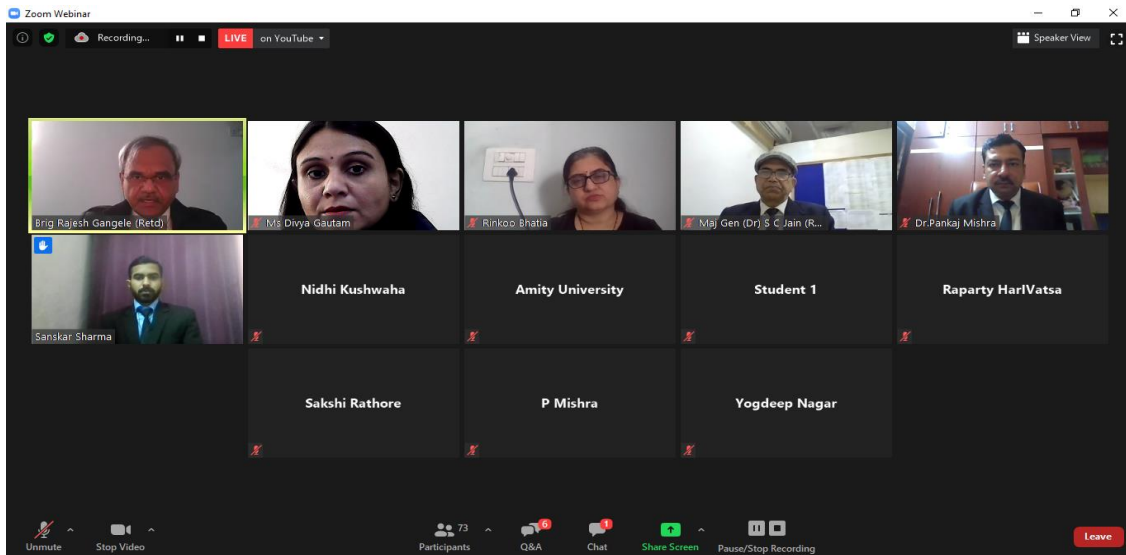 Zoom Webinar
Recording... LIVE on YouTube Speaker View
Brig Rajesh Gangele (Retd) Ms Divya Gautam Rinkoo Bhatia Maj Gen (Dr) S C Jain (R... Dr.Pankaj Mishra
Sanskar Sharma Nidhi Kushwaha Amity University Student 1 Raparty HarIVatsa
Sakshi Rathore P Mishra Yogdeep Nagar
73 6 1
Unmute Stop Video Participants Q&A Chat Share Screen Pause/Stop Recording Leave